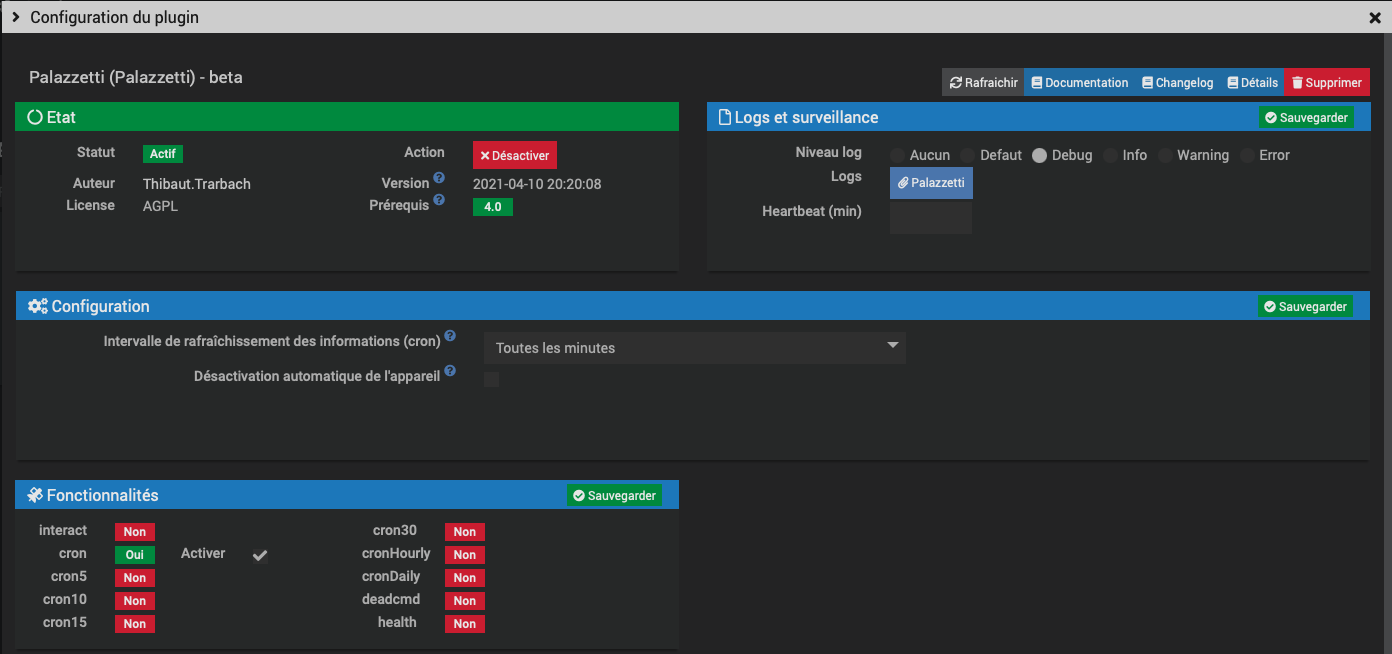 Configuration du plugin
Palazzetti (Palazzetti) - beta
Rafraichir Documentation Changelog Détails Supprimer
Etat
Statut Actif Action Désactiver
Auteur Thibaut.Trarbach Version 2021-04-10 20:20:08
License AGPL Prérequis 4.0
Logs et surveillance Sauvegarder
Niveau log Aucun Defaut Debug Info Warning Error
Logs Palazzetti
Heartbeat (min)
Configuration Sauvegarder
Intervalle de rafraîchissement des informations (cron) Toutes les minutes
Désactivation automatique de l'appareil
Fonctionnalités Sauvegarder
interact Non cron30 Non
cron Oui Activer cronHourly Non
cron5 Non cronDaily Non
cron10 Non deadcmd Non
cron15 Non health Non